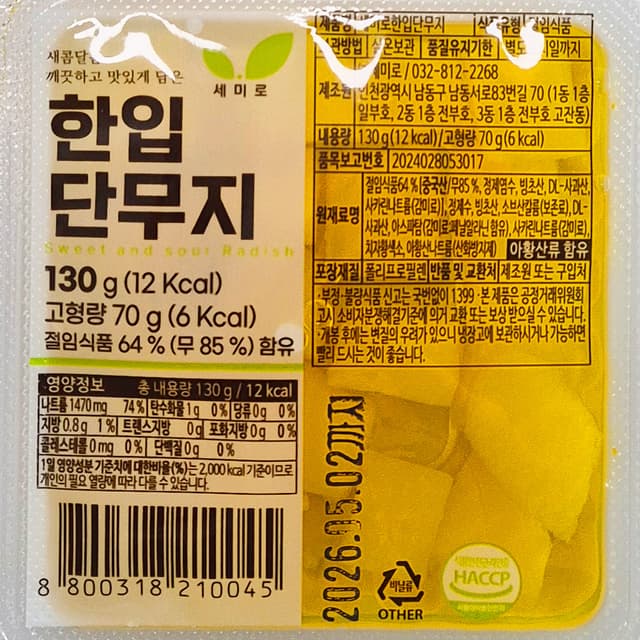 새콤달콤
깨끗하고 맛있게 담은
세미로
한입
단무지
Sweet and sour Radish
130 g (12 Kcal)
고형량 70 g (6 Kcal)
절임식품 64 % (무 85 %) 함유
영양정보 총 내용량 130 g / 12 kcal
나트륨 1470 mg 74 % 탄수화물 1 g 0 % 당류 0 g 0 %
지방 0.8 g 1 % 트랜스지방 0 g 포화지방 0 g 0 %
콜레스테롤 0 mg 0 % 단백질 0 g 0 %
1일 영양성분 기준치에 대한 비율(%)는 2,000 kcal 기준이므로
개인의 필요 열량에 따라 다를 수 있습니다.
8 800318 210045
제품명 세미로한입단무지 식품유형 절임식품
보관방법 실온보관 품질유지기한 별도 일까지
제조원 세미로 / 032-812-2268
인천광역시 남동구 남동서로83번길 70 (1동 1층
일부호, 2동 1층 전부호, 3동 1층 전부호 고잔동)
내용량 130 g(12 kcal)/고형량 70 g(6 kcal)
품목보고번호 2024028053017
원재료명 절임식품64 % [중국산/무85 %, 정제염수, 빙초산, DL-사과산,
사카린나트륨(감미료)], 정제수, 빙초산, 소브산칼륨(보존료), DL-
사과산, 아스파탐(감미료:페닐알라닌 함유), 사카린나트륨(감미료),
치자황색소, 아황산나트륨(산화방지제) 아황산류 함유
포장재질 폴리프로필렌 반품 및 교환처 제조원 또는 구입처
·부정·불량식품 신고는 국번없이 1399 · 본 제품은 공정거래위원회
고시 소비자분쟁해결기준에 의거 교환 또는 보상 받으실 수 있습니다.
·개봉 후에는 변질의 우려가 있으니 냉장고에 보관하시거나 가능하면
빨리 드시는 것이 좋습니다.
2026.05.02까지
비닐류
OTHER
HACCP